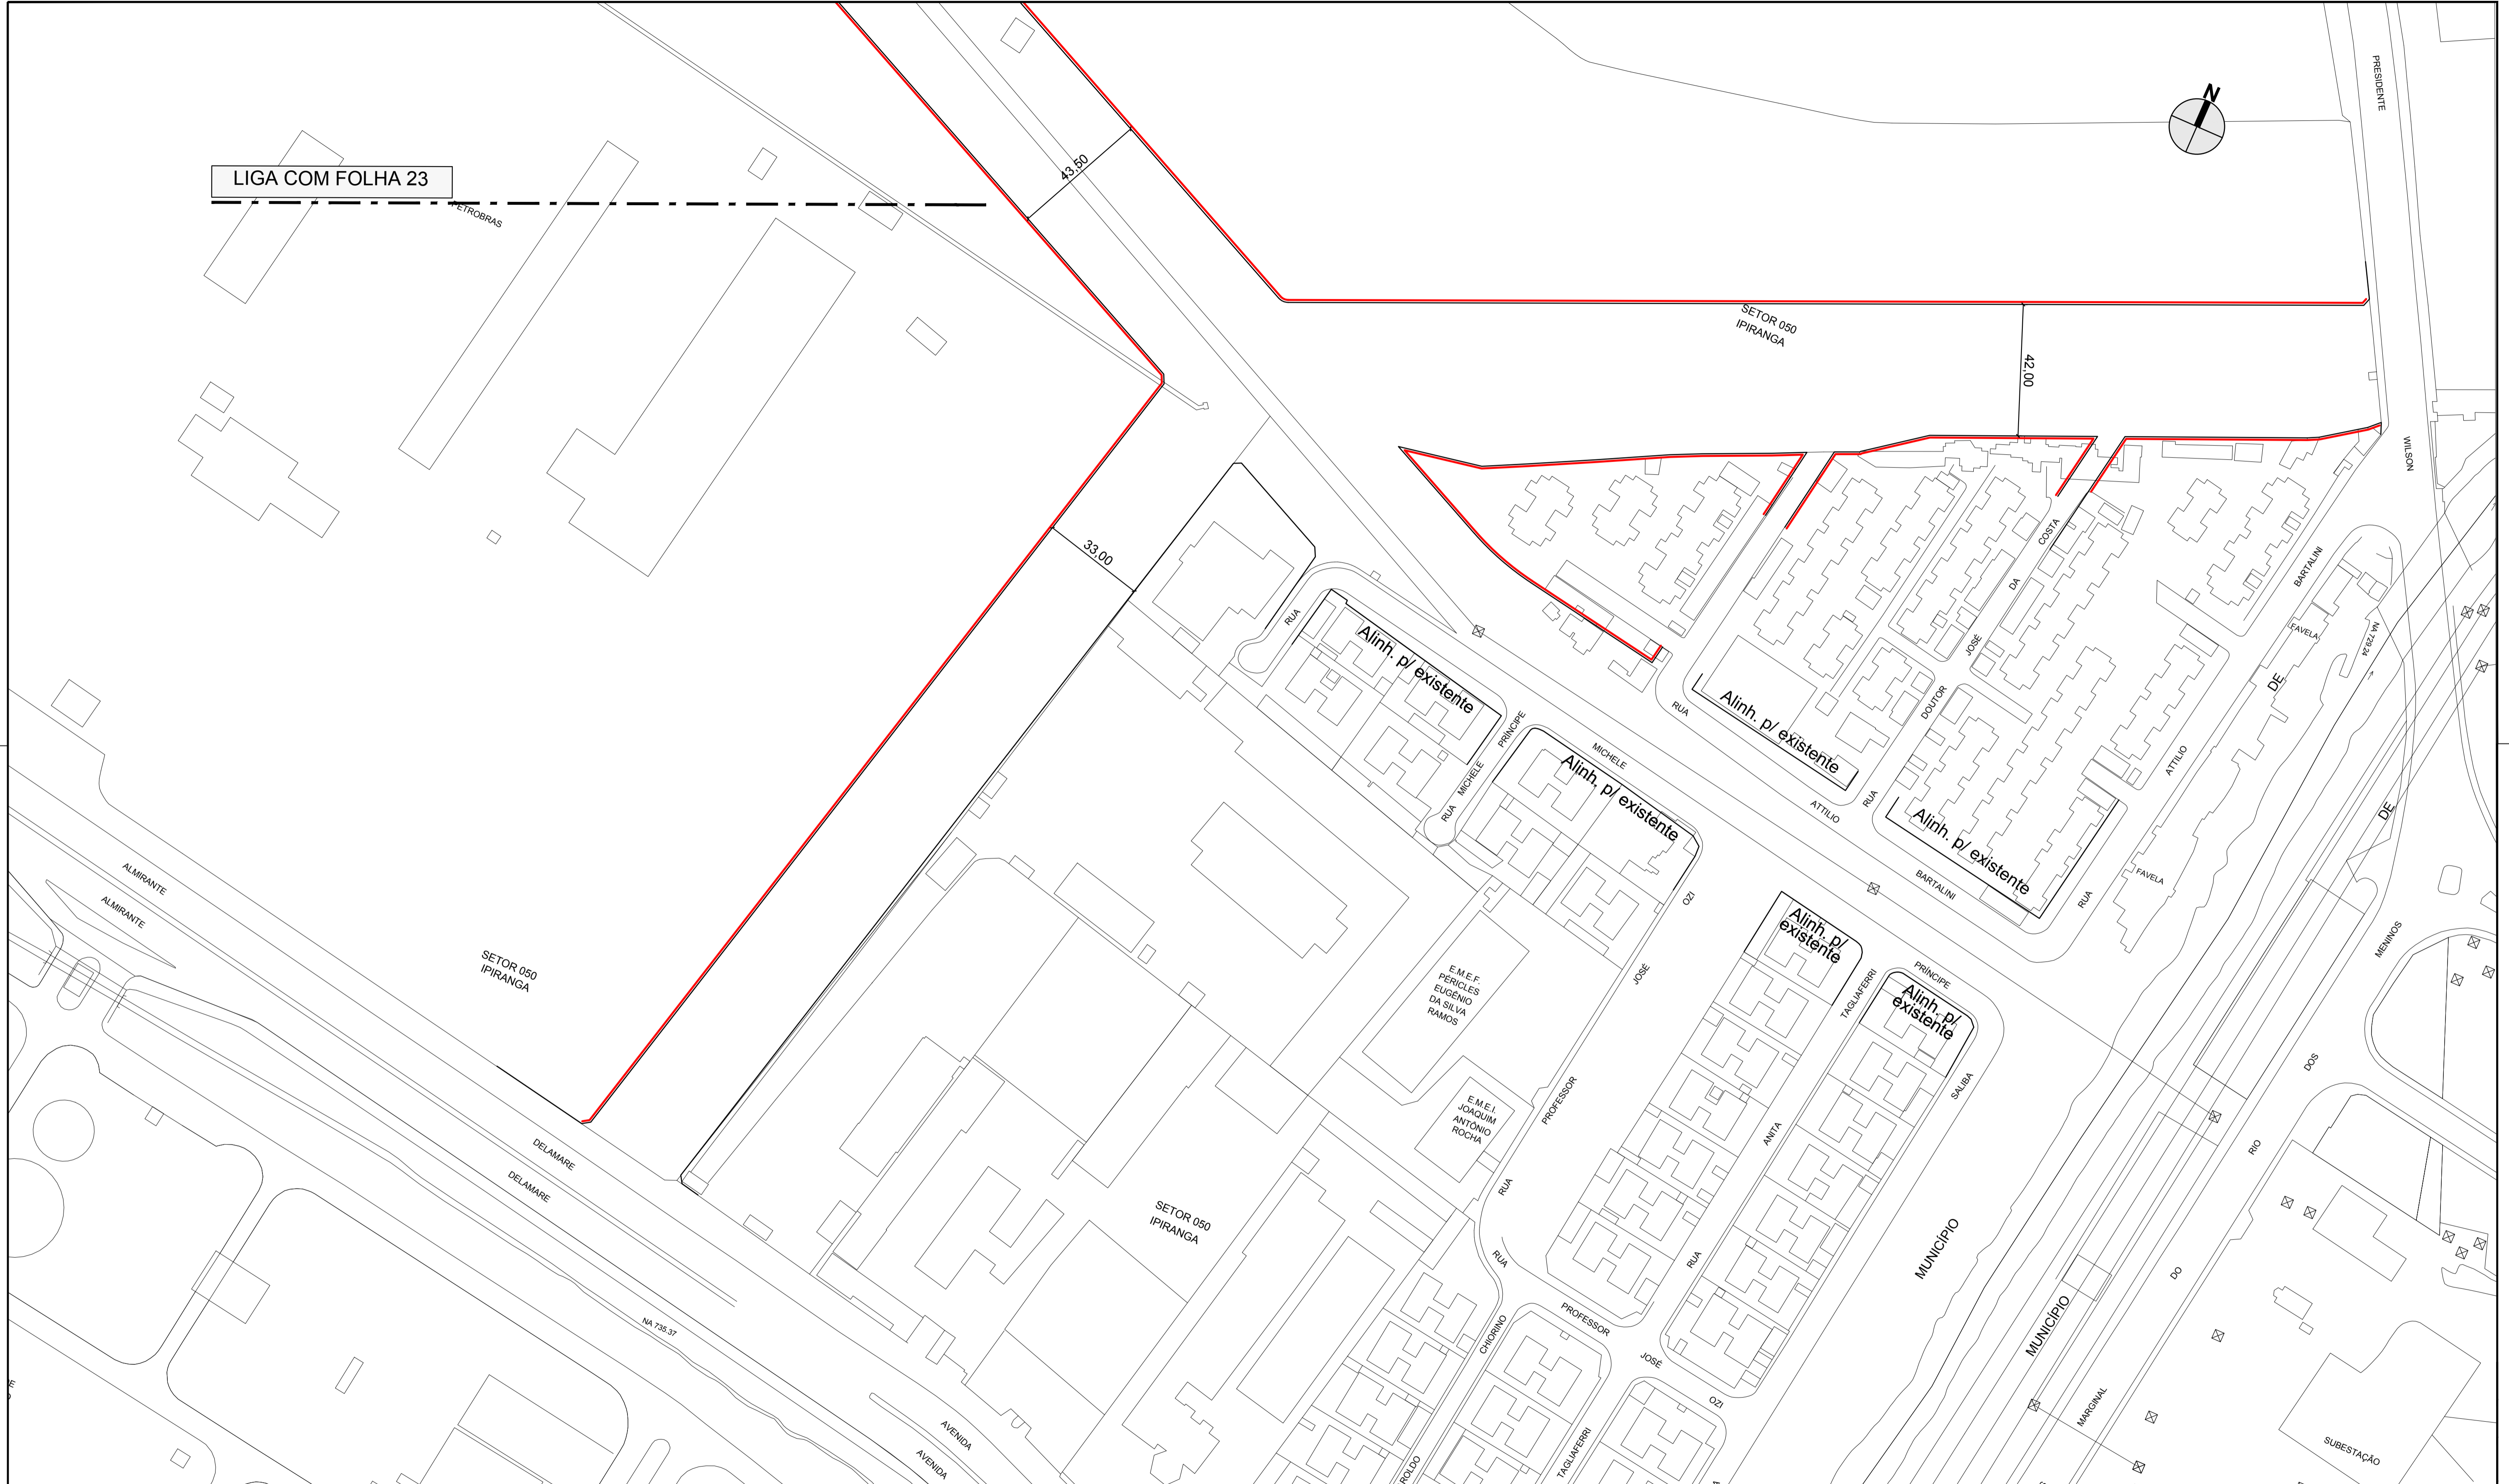 PRESIDENTE
N
43,50
LIGA COM FOLHA 23
PETROBRAS
SETOR 050
IPIRANGA
42,00
WILSON
33,00
COSTA
DA
JOSÉ
DOUTOR
RUA
BARTALINI
FAVELA
NA 729.24
DE
RUA
Alinh. p/ existente
PRÍNCIPE
MICHELE
RUA
MICHELE
Alinh. p/ existente
RUA
Alinh. p/ existente
ATTILIO
ATTILIO
BARTALINI
RUA
Alinh. p/ existente
FAVELA
DE
ALMIRANTE
ALMIRANTE
SETOR 050
IPIRANGA
OZI
JOSÉ
PROFESSOR
RUA
Alinh. p/
existente
TAGLIAFERRI
ANITA
RUA
PRÍNCIPE
Alinh. p/
existente
SALIBA
MENINOS
DOS
RIO
DO
MARGINAL
E.M.E.F.
PÉRICLES
EUGÊNIO
DA SILVA
RAMOS
E.M.E.I.
JOAQUIM
ANTÔNIO
ROCHA
DELAMARE
DELAMARE
SETOR 050
IPIRANGA
MUNICÍPIO
MUNICÍPIO
RUA
PROFESSOR
JOSÉ
OZI
CHIORINO
ROLDO
TAGLIAFERRI
NA 735.37
AVENIDA
AVENIDA
SUBESTAÇÃO